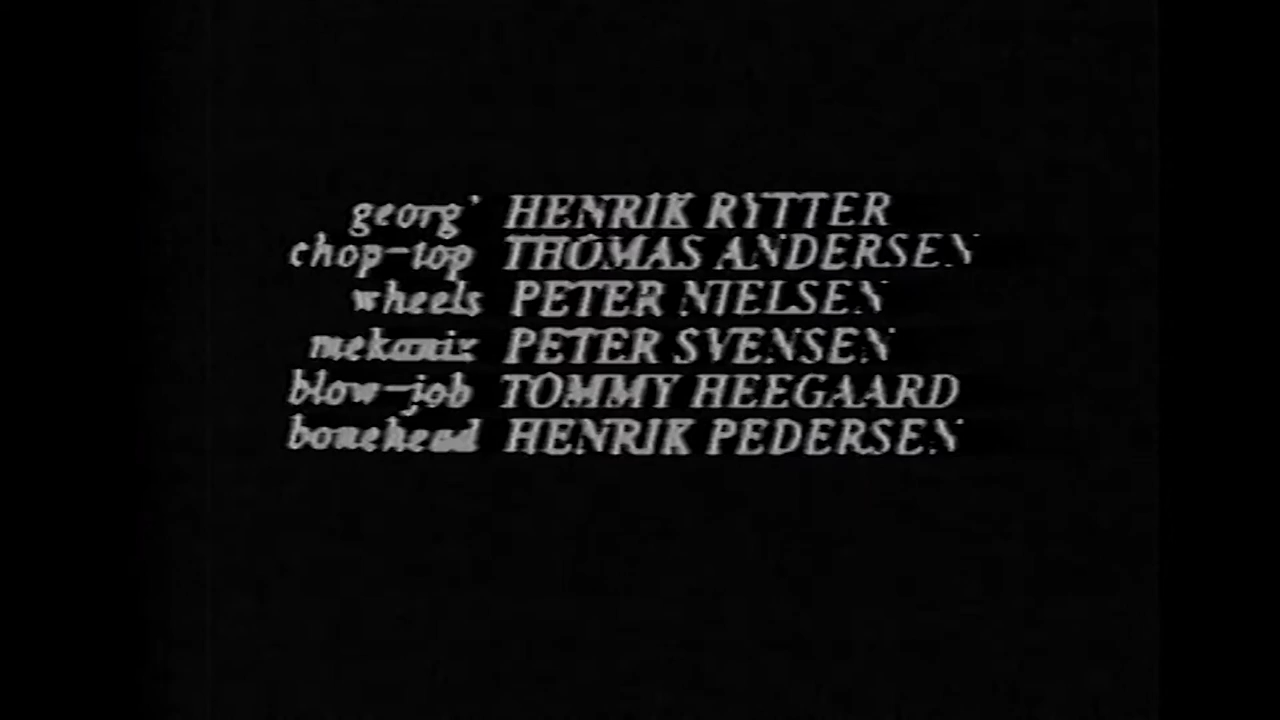 georg' HENRIK RYTTER
chop-top THOMAS ANDERSEN
wheels PETER NIELSEN
mekanix PETER SVENSEN
blow-job TOMMY HEEGAARD
bonehead HENRIK PEDERSEN